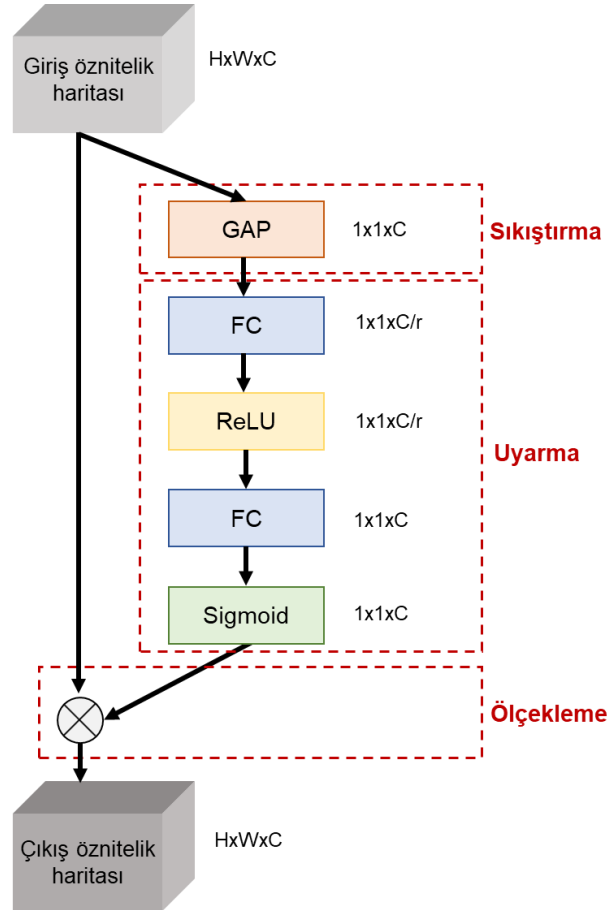 Giriş öznitelik
haritası
HxWxC
GAP
1x1xC
Sıkıştırma
FC
1x1xC/r
ReLU
1x1xC/r
Uyarma
FC
1x1xC
Sigmoid
1x1xC
Ölçekleme
Çıkış öznitelik
haritası
HxWxC